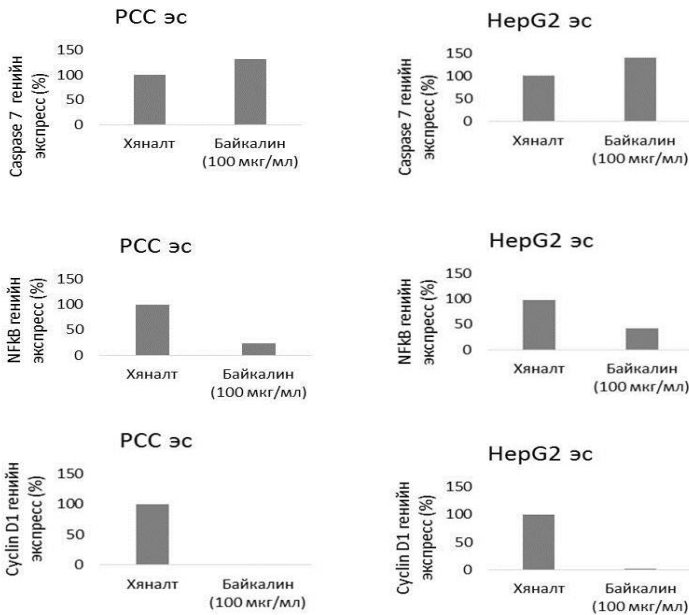 PCC эс
Caspase 7 генийн
экспресс (%)
150
100
50
0
Хяналт
Байкалин
(100 мкг/мл)
HepG2 эс
Caspase 7 генийн
экспресс (%)
150
100
50
0
Хяналт
Байкалин
(100 мкг/мл)
PCC эс
NFkB генийн
экспресс (%)
150
100
50
0
Хяналт
Байкалин
(100 мкг/мл)
HepG2 эс
NFkB генийн
экспресс (%)
150
100
50
0
Хяналт
Байкалин
(100 мкг/мл)
PCC эс
Cyclin D1 генийн
экспресс (%)
150
100
50
0
Хяналт
Байкалин
(100 мкг/мл)
HepG2 эс
Cyclin D1 генийн
экспресс (%)
150
100
50
0
Хяналт
Байкалин
(100 мкг/мл)